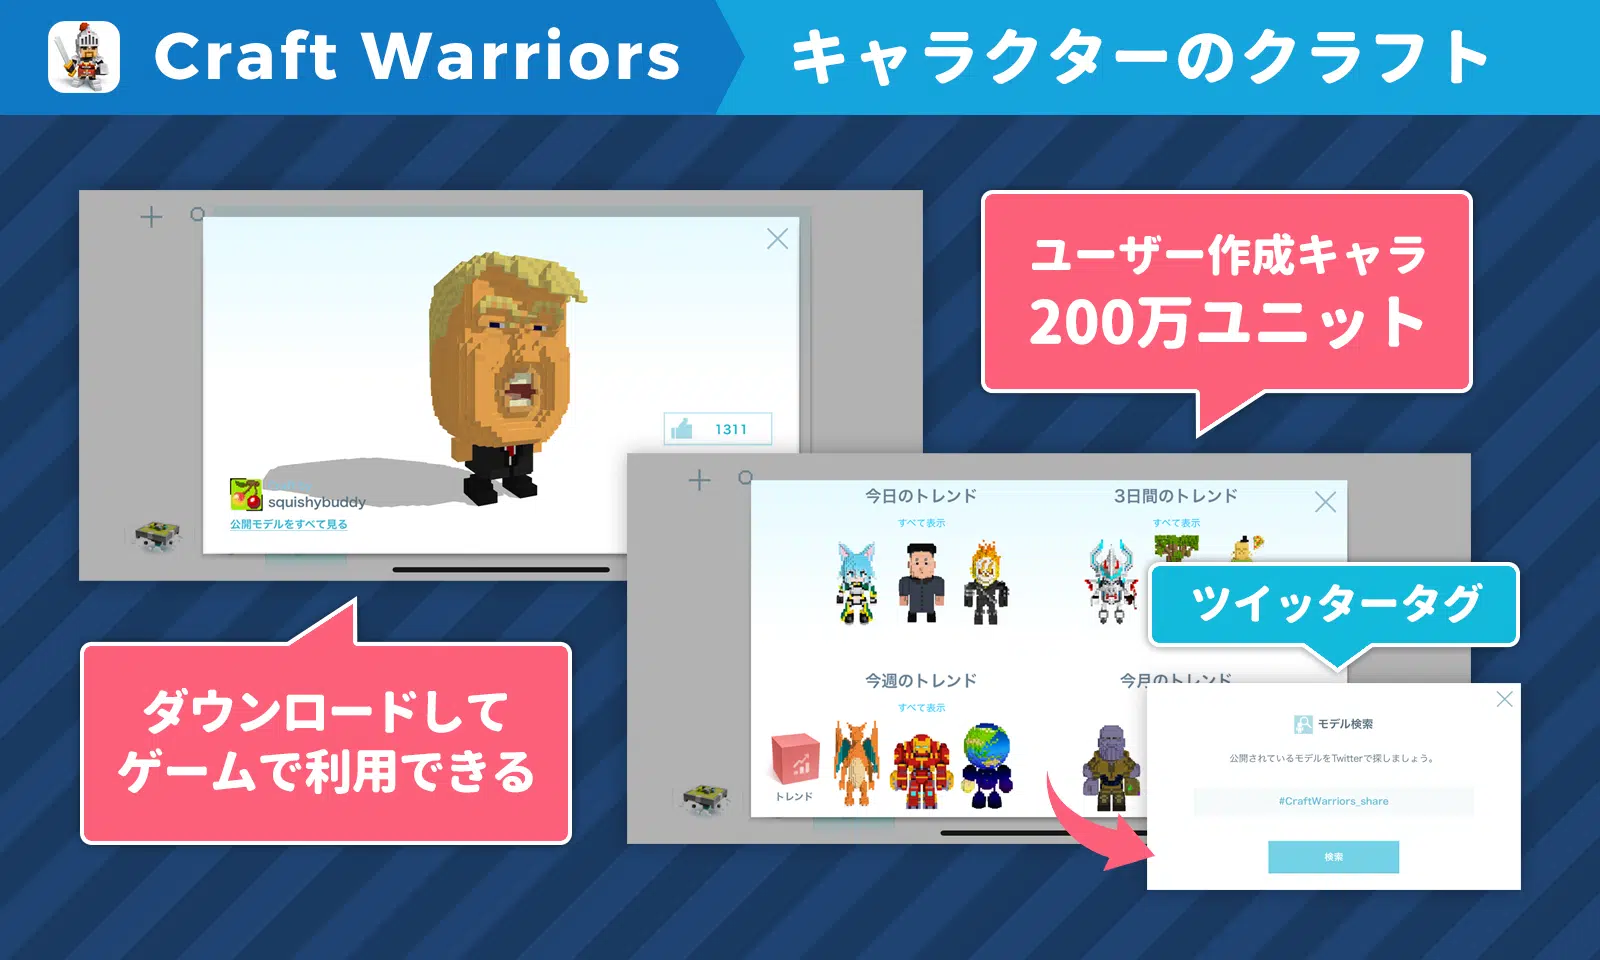 Craft Warriors
キャラクターのクラフト
ユーザー作成キャラ
200万ユニット
1311
squishybuddy
公開モデルをすべて見る
ダウンロードして
ゲームで利用できる
今日のトレンド
すべて表示
3日間のトレンド
すべて表示
ツイッタータグ
今週のトレンド
すべて表示
今月のトレンド
トレンド
モデル検索
公開されているモデルをTwitterで探しましょう。
#CraftWarriors_share
検索